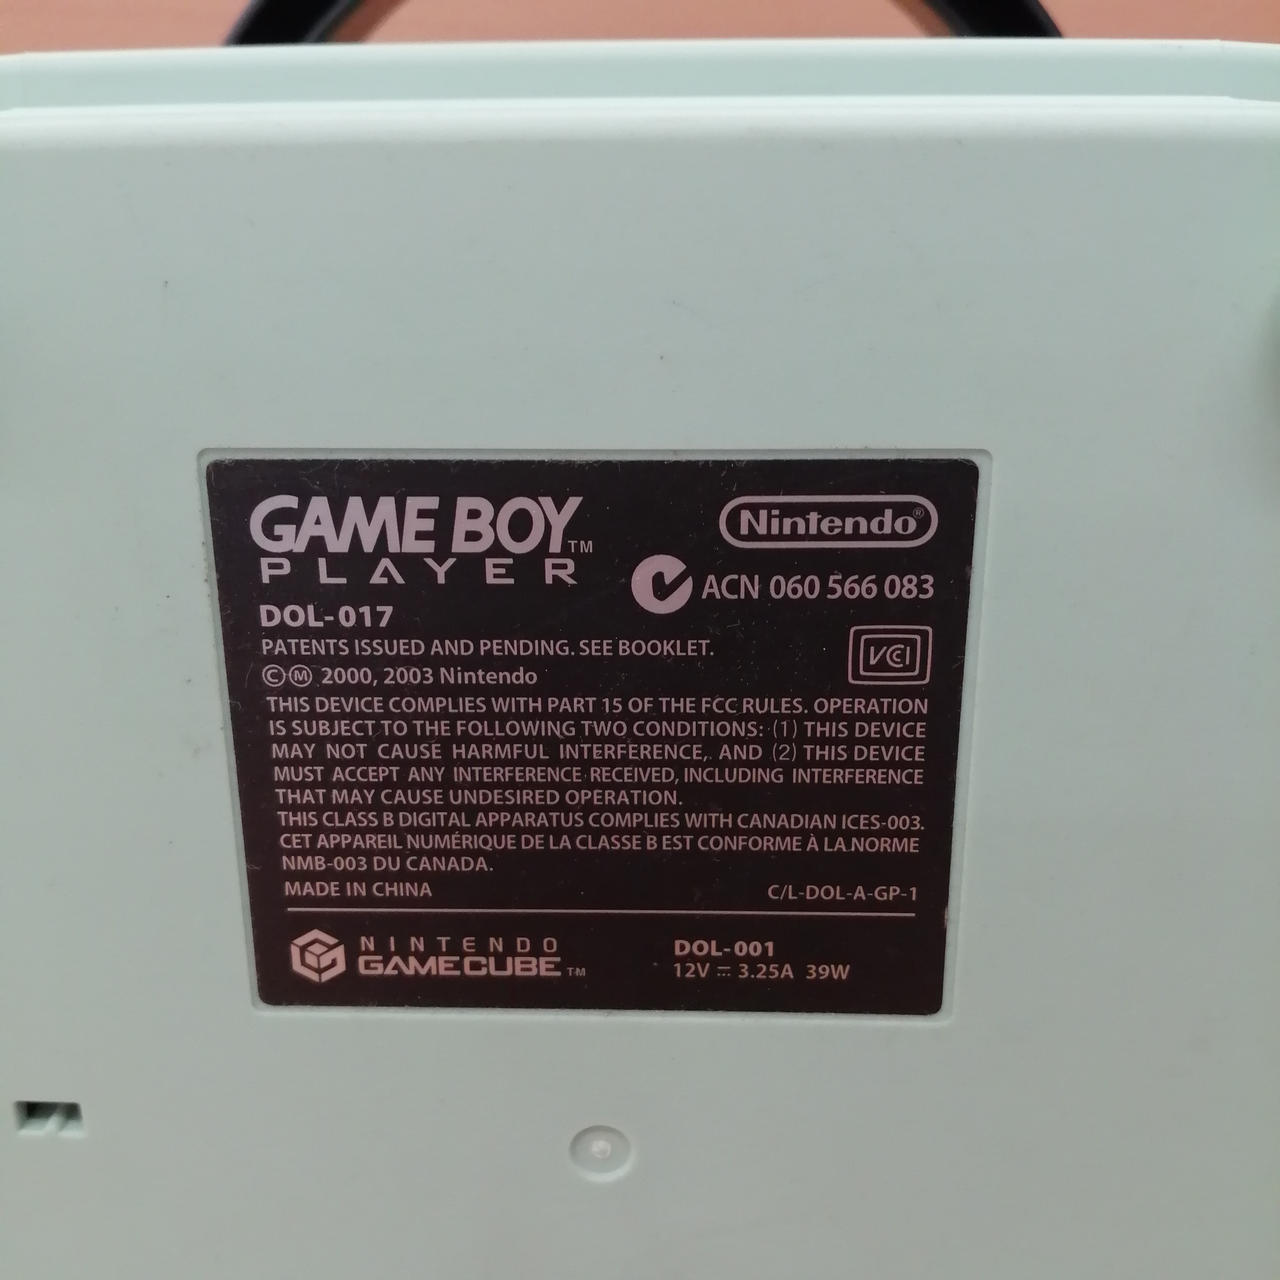 GAME BOY™
PLAYER
Nintendo®
ACN 060 566 083
DOL-017
PATENTS ISSUED AND PENDING. SEE BOOKLET.
VCI
©Ⓜ 2000, 2003 Nintendo
THIS DEVICE COMPLIES WITH PART 15 OF THE FCC RULES. OPERATION
IS SUBJECT TO THE FOLLOWING TWO CONDITIONS: (1) THIS DEVICE
MAY NOT CAUSE HARMFUL INTERFERENCE, AND (2) THIS DEVICE
MUST ACCEPT ANY INTERFERENCE RECEIVED, INCLUDING INTERFERENCE
THAT MAY CAUSE UNDESIRED OPERATION.
THIS CLASS B DIGITAL APPARATUS COMPLIES WITH CANADIAN ICES-003.
CET APPAREIL NUMÉRIQUE DE LA CLASSE B EST CONFORME À LA NORME
NMB-003 DU CANADA.
MADE IN CHINA
C/L-DOL-A-GP-1
NINTENDO
GAMECUBE™
DOL-001
12V ⎓ 3.25A 39W